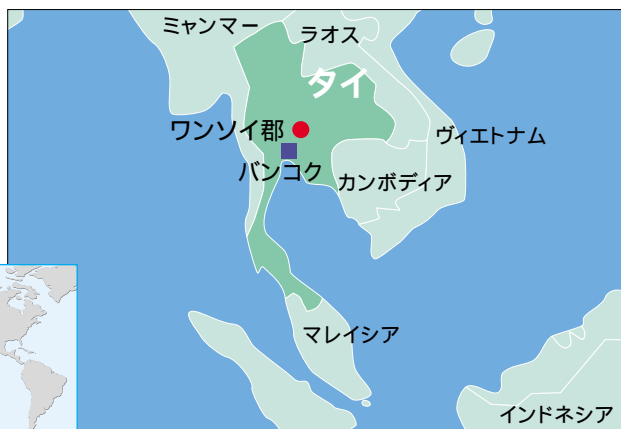 ミャンマー
ラオス
タイ
ワンソイ郡
ヴィエトナム
バンコク
カンボディア
マレイシア
インドネシア